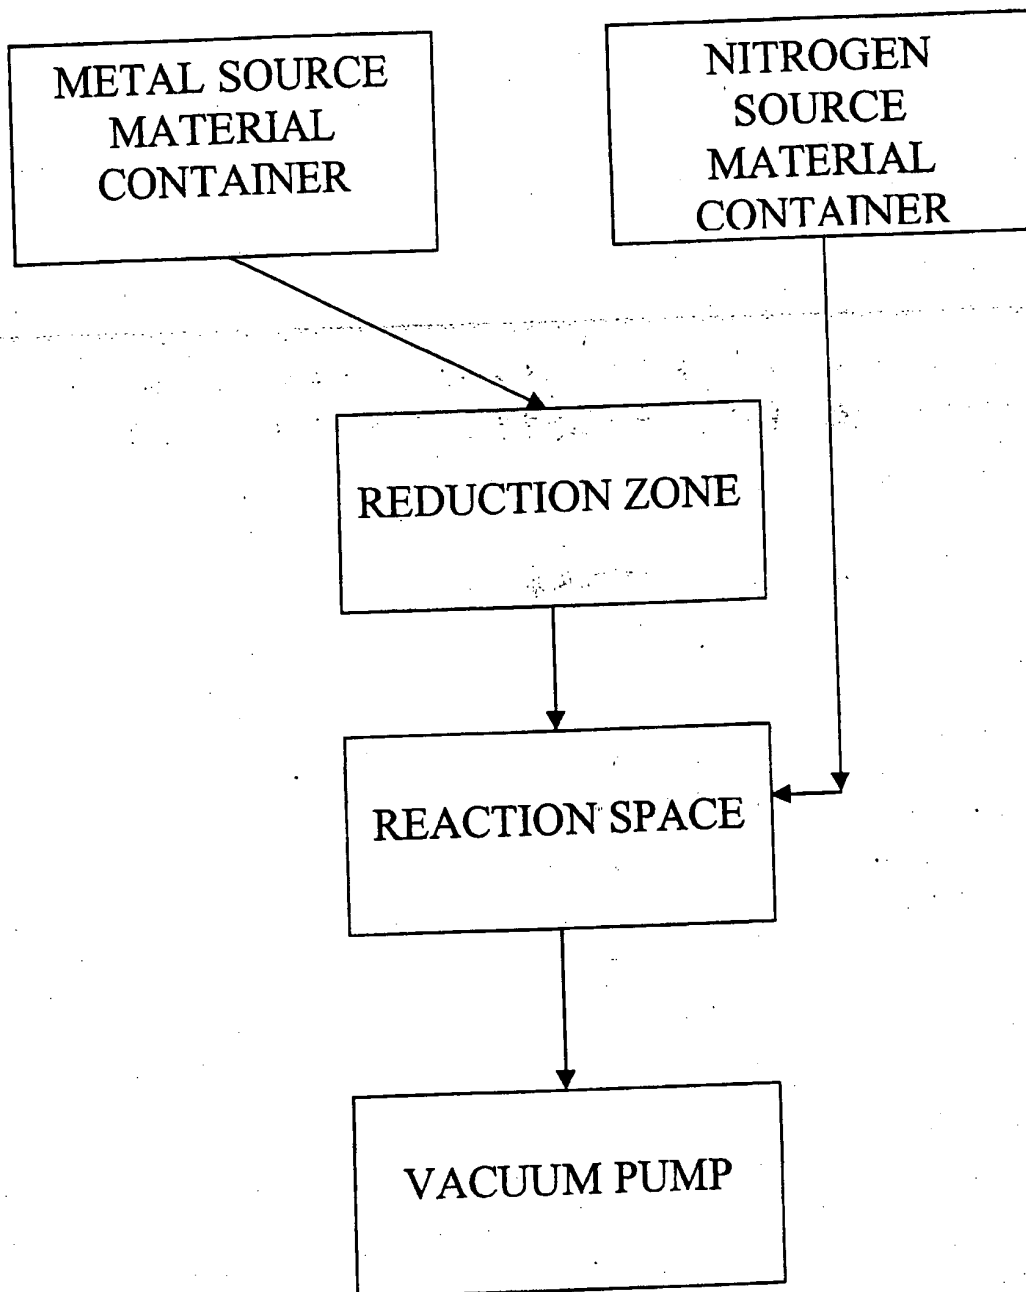 METAL SOURCE
MATERIAL
CONTAINER
NITROGEN
SOURCE
MATERIAL
CONTAINER
REDUCTION ZONE
REACTION SPACE
VACUUM PUMP